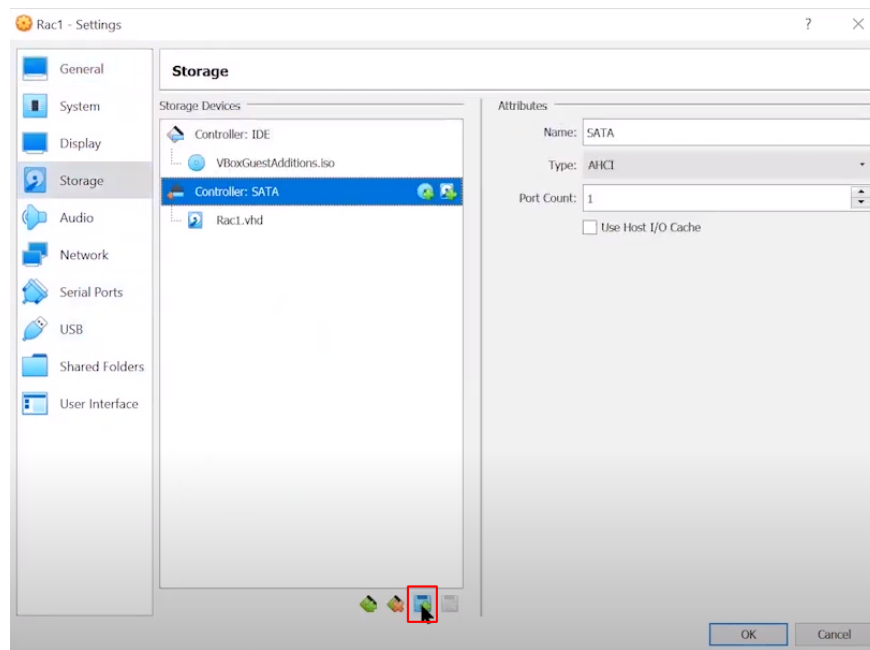 Rac1 - Settings
?
General
System
Display
Storage
Audio
Network
Serial Ports
USB
Shared Folders
User Interface
Storage
Storage Devices
Controller: IDE
VBoxGuestAdditions.iso
Controller: SATA
Rac1.vhd
Attributes
Name: SATA
Type: AHCI
Port Count: 1
Use Host I/O Cache
OK Cancel